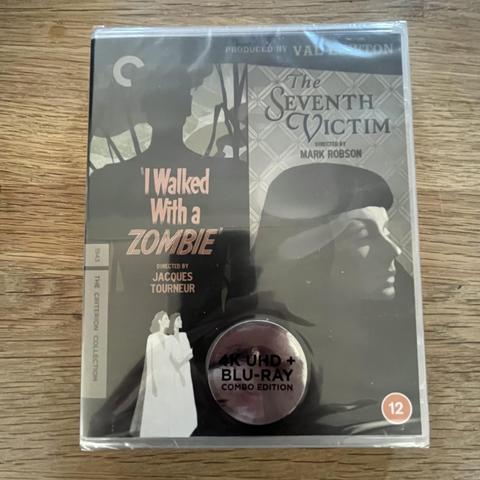 PRODUCED BY VAL LEWTON
The
SEVENTH
VICTIM
DIRECTED BY
MARK ROBSON
'I Walked
With a
ZOMBIE'
DIRECTED BY
JACQUES
TOURNEUR
1943
THE CRITERION COLLECTION
4K UHD +
BLU-RAY
COMBO EDITION
12